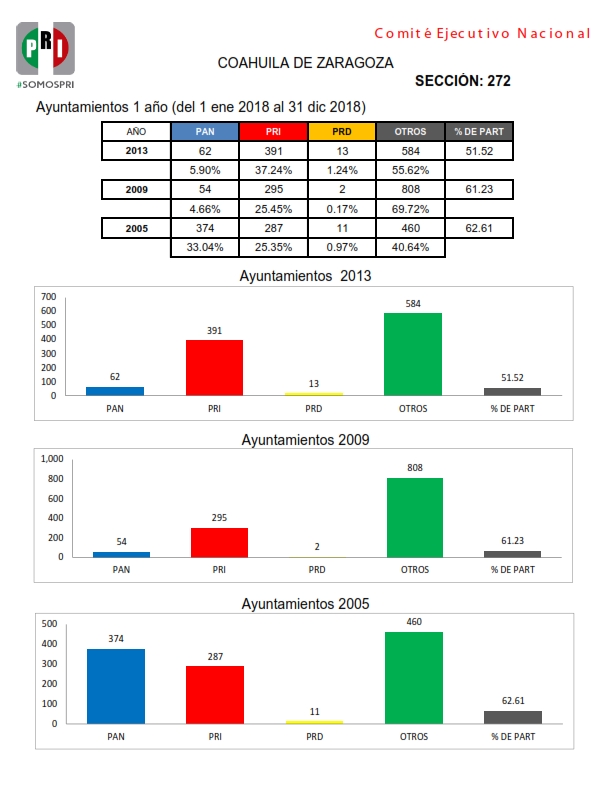 Comité Ejecutivo Nacional
PRI
#SOMOSPRI
COAHUILA DE ZARAGOZA
SECCIÓN: 272
Ayuntamientos 1 año (del 1 ene 2018 al 31 dic 2018)
AÑO PAN PRI PRD OTROS % DE PART
2013 62 391 13 584 51.52
5.90% 37.24% 1.24% 55.62%
2009 54 295 2 808 61.23
4.66% 25.45% 0.17% 69.72%
2005 374 287 11 460 62.61
33.04% 25.35% 0.97% 40.64%
Ayuntamientos 2013
700
600
500
400
300
200
100
0
62 391 13 584 51.52
PAN PRI PRD OTROS % DE PART
Ayuntamientos 2009
1,000
800
600
400
200
0
54 295 2 808 61.23
PAN PRI PRD OTROS % DE PART
Ayuntamientos 2005
500
400
300
200
100
0
374 287 11 460 62.61
PAN PRI PRD OTROS % DE PART